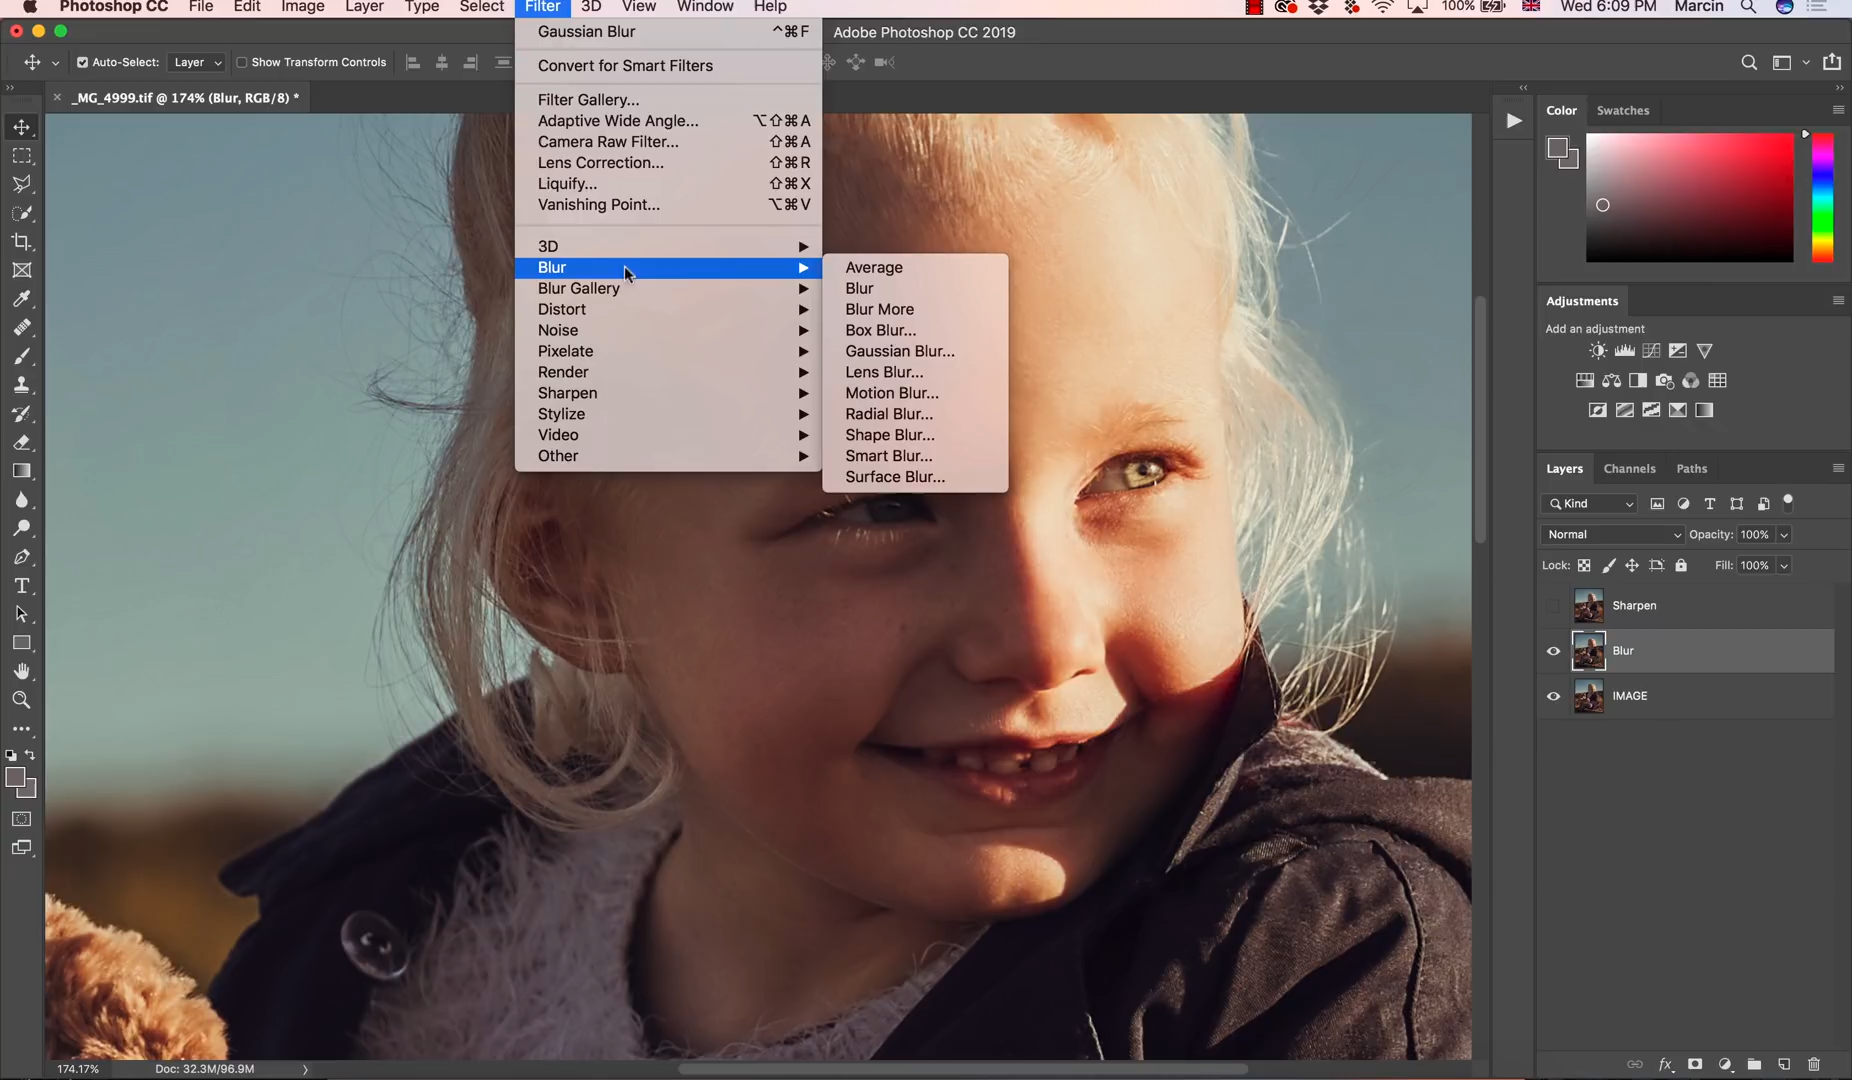 Photoshop CC File Edit Image Layer Type Select Filter 3D View Window Help 100% Wed 6:09 PM Marcin
Adobe Photoshop CC 2019
Auto-Select: Layer Show Transform Controls
_MG_4999.tif @ 174% (Blur, RGB/8) *
Gaussian Blur ^⌘F
Convert for Smart Filters
Filter Gallery...
Adaptive Wide Angle... ⌥⇧⌘A
Camera Raw Filter... ⇧⌘A
Lens Correction... ⇧⌘R
Liquify... ⇧⌘X
Vanishing Point... ⌥⌘V
3D
Blur
Blur Gallery
Distort
Noise
Pixelate
Render
Sharpen
Stylize
Video
Other
Average
Blur
Blur More
Box Blur...
Gaussian Blur...
Lens Blur...
Motion Blur...
Radial Blur...
Shape Blur...
Smart Blur...
Surface Blur...
Color Swatches
Adjustments
Add an adjustment
Layers Channels Paths
Kind
Normal Opacity: 100%
Lock: Fill: 100%
Sharpen
Blur
IMAGE
174.17% Doc: 32.3M/96.9M